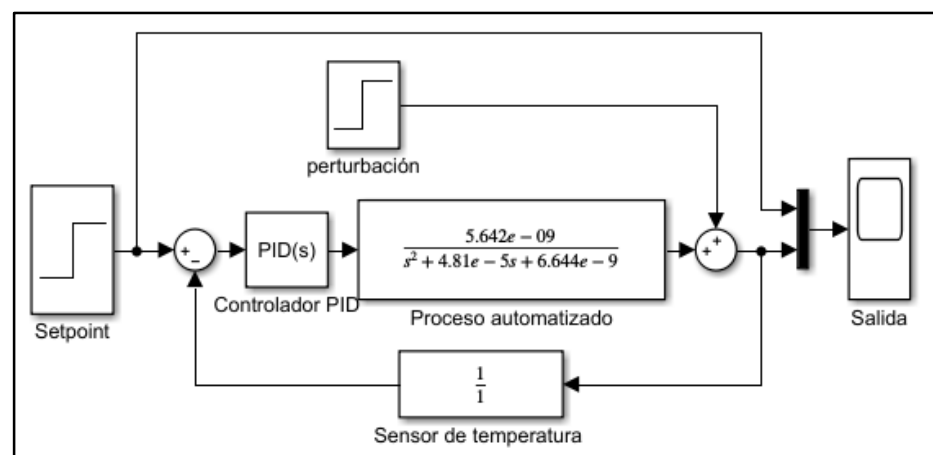 perturbación
+
−
PID(s)
Controlador PID
5.642e − 09
s² + 4.81e − 5s + 6.644e − 9
Proceso automatizado
+
+
Setpoint
Salida
1
1
Sensor de temperatura